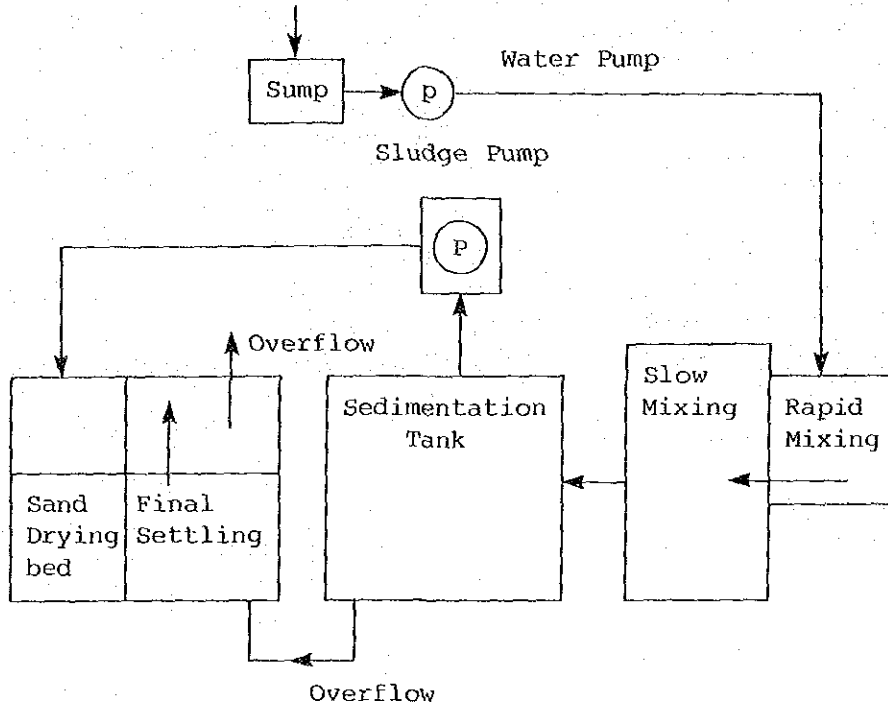 Water Pump
Sump
p
Sludge Pump
P
Overflow
Slow
Mixing
Rapid
Mixing
Sedimentation
Tank
Sand
Drying
bed
Final
Settling
Overflow